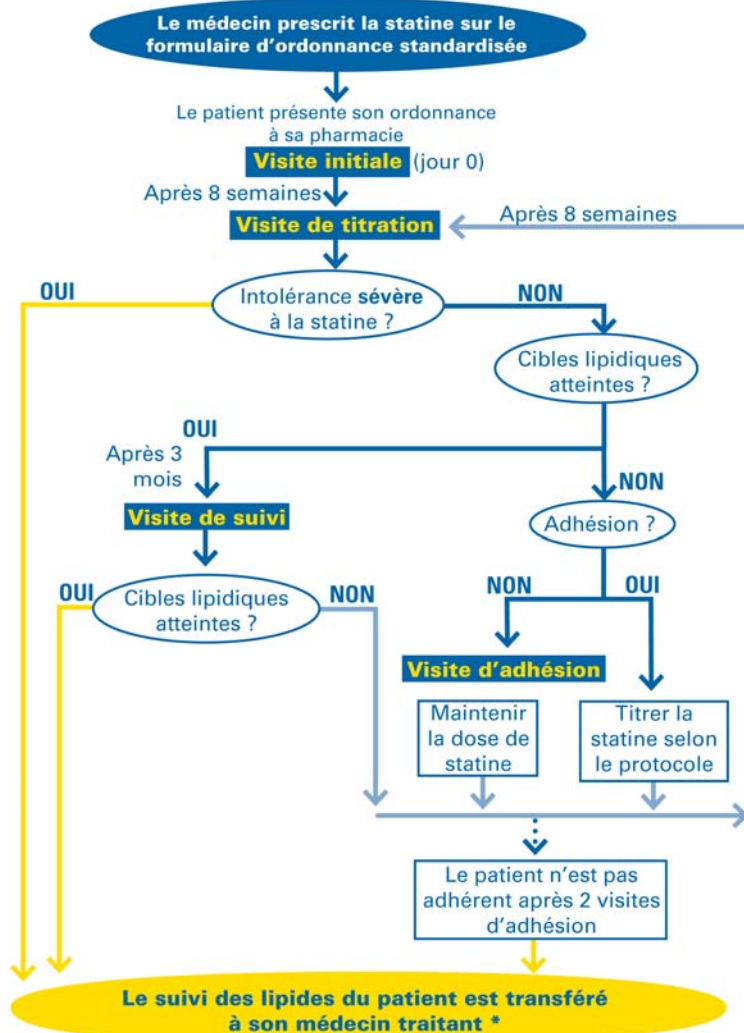 Le médecin prescrit la statine sur le
formulaire d'ordonnance standardisée
Le patient présente son ordonnance
à sa pharmacie
Visite initiale (jour 0)
Après 8 semaines
Visite de titration
Après 8 semaines
OUI
Intolérance sévère
à la statine ?
NON
Cibles lipidiques
atteintes ?
OUI
Après 3
mois
NON
Visite de suivi
Adhésion ?
OUI
Cibles lipidiques
atteintes ?
NON
NON
OUI
Visite d'adhésion
Maintenir
la dose de
statine
Titrer la
statine selon
le protocole
Le patient n'est pas
adhérent après 2 visites
d'adhésion
Le suivi des lipides du patient est transféré
à son médecin traitant *